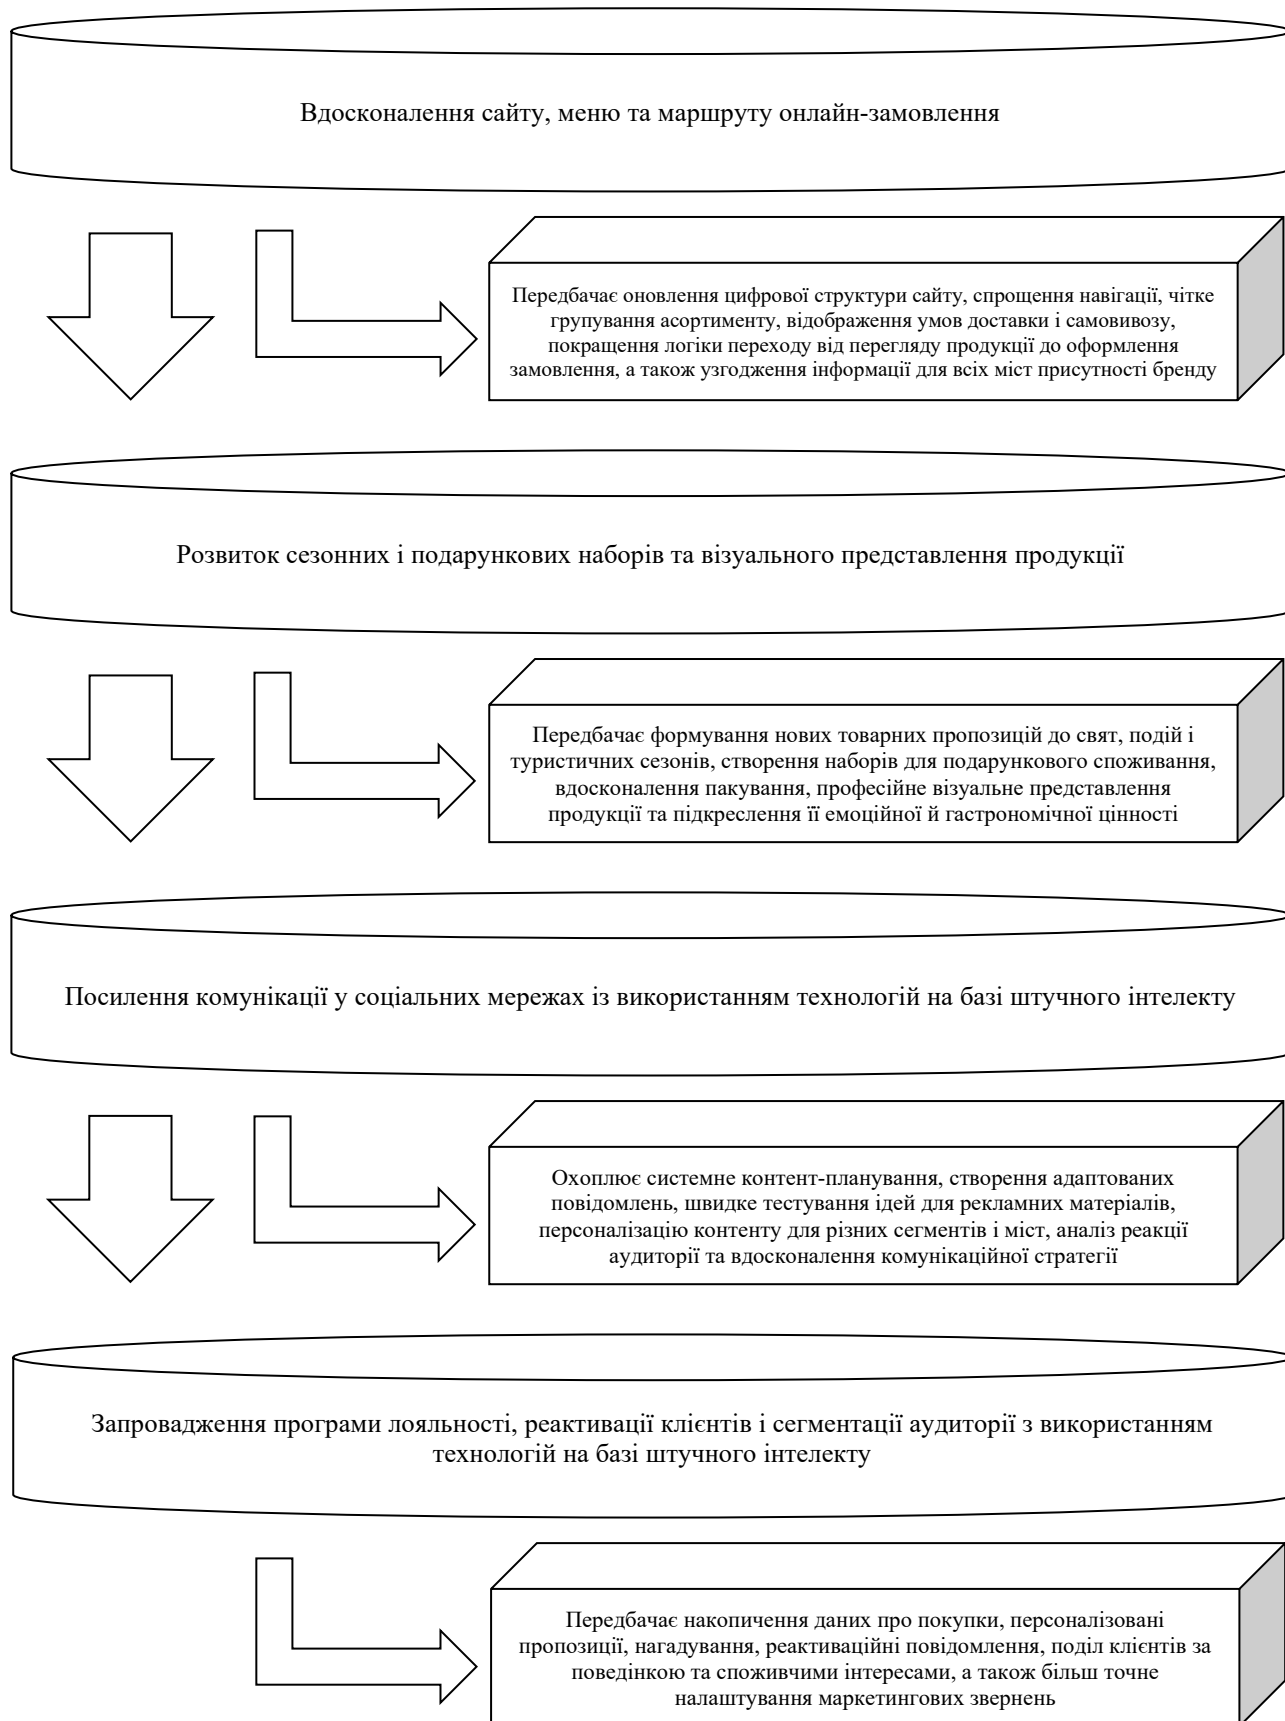 Вдосконалення сайту, меню та маршруту онлайн-замовлення
Передбачає оновлення цифрової структури сайту, спрощення навігації, чітке
групування асортименту, відображення умов доставки і самовивозу,
покращення логіки переходу від перегляду продукції до оформлення
замовлення, а також узгодження інформації для всіх міст присутності бренду
Розвиток сезонних і подарункових наборів та візуального представлення продукції
Передбачає формування нових товарних пропозицій до свят, подій і
туристичних сезонів, створення наборів для подарункового споживання,
вдосконалення пакування, професійне візуальне представлення
продукції та підкреслення її емоційної й гастрономічної цінності
Посилення комунікації у соціальних мережах із використанням технологій на базі штучного інтелекту
Охоплює системне контент-планування, створення адаптованих
повідомлень, швидке тестування ідей для рекламних матеріалів,
персоналізацію контенту для різних сегментів і міст, аналіз реакції
аудиторії та вдосконалення комунікаційної стратегії
Запровадження програми лояльності, реактивації клієнтів і сегментації аудиторії з використанням
технологій на базі штучного інтелекту
Передбачає накопичення даних про покупки, персоналізовані
пропозиції, нагадування, реактиваційні повідомлення, поділ клієнтів за
поведінкою та споживчими інтересами, а також більш точне
налаштування маркетингових звернень